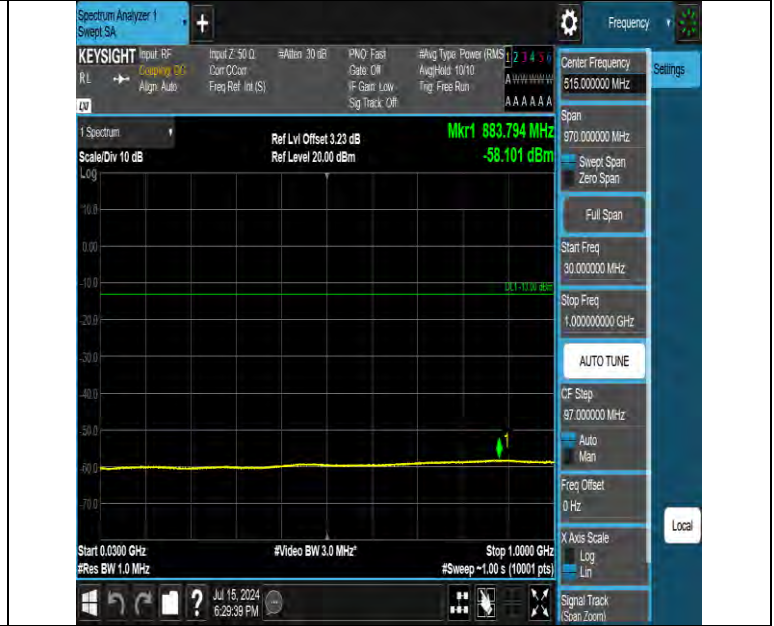 Spectrum Analyzer 1
Swept SA
+
Frequency
KEYSIGHT
RL
Input: RF
Coupling: DC
Align: Auto
Input Z: 50 Ω
Corr CCorr
Freq Ref: Int (S)
#Atten: 30 dB
PNO: Fast
Gate: Off
IF Gain: Low
Sig Track: Off
#Avg Type: Power (RMS
Avg|Hold: 10/10
Trig: Free Run
1 2 3 4 5 6
A W W W W W
A A A A A A
1 Spectrum
Scale/Div 10 dB
Ref Lvl Offset 3.23 dB
Ref Level 20.00 dBm
Mkr1 883.794 MHz
-58.101 dBm
Log
10.0
0.00
-10.0
-20.0
-30.0
-40.0
-50.0
-60.0
-70.0
DL1 -13.00 dBm
1
Start 0.0300 GHz
#Res BW 1.0 MHz
#Video BW 3.0 MHz*
Stop 1.0000 GHz
#Sweep ~1.00 s (10001 pts)
Jul 15, 2024
6:29:39 PM
Center Frequency
515.000000 MHz
Span
970.000000 MHz
Swept Span
Zero Span
Full Span
Start Freq
30.000000 MHz
Stop Freq
1.000000000 GHz
AUTO TUNE
CF Step
97.000000 MHz
Auto
Man
Freq Offset
0 Hz
X Axis Scale
Log
Lin
Signal Track
(Span Zoom)
Settings
Local